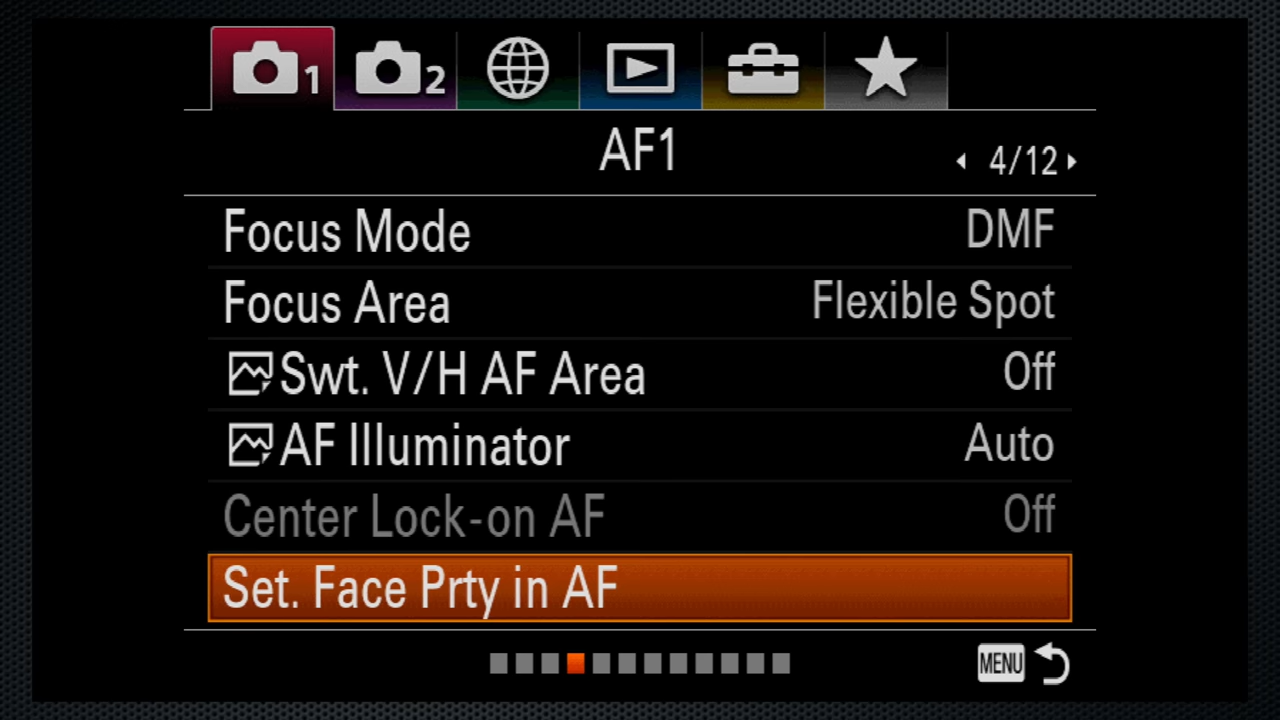 1 2
AF1
4/12
Focus Mode DMF
Focus Area Flexible Spot
Swt. V/H AF Area Off
AF Illuminator Auto
Center Lock-on AF Off
Set. Face Prty in AF
MENU